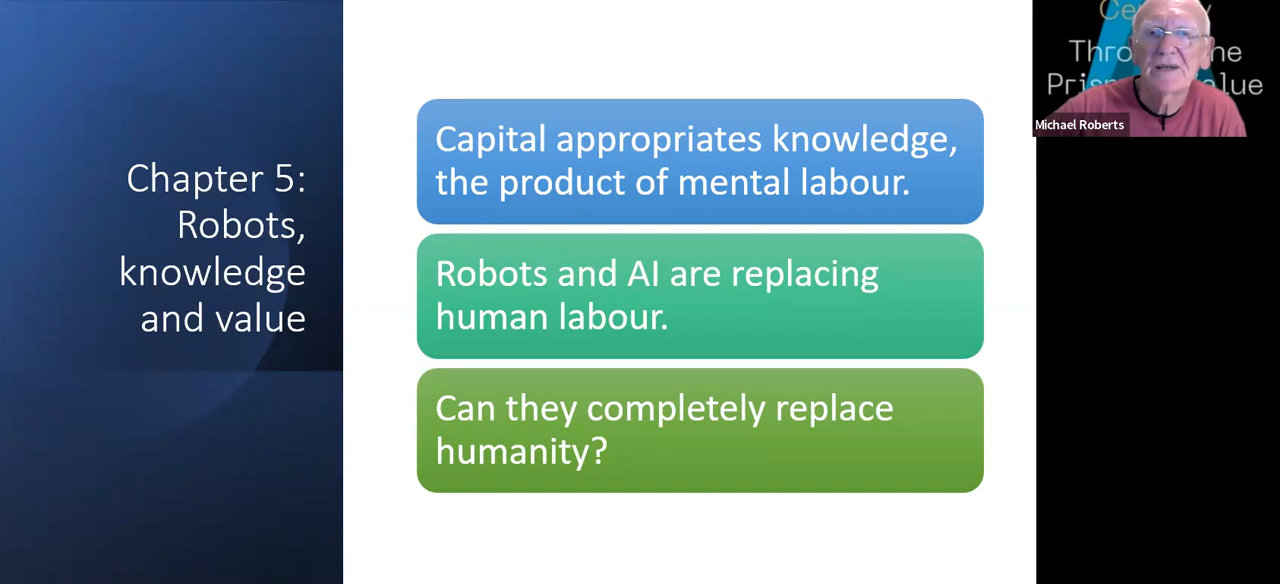 Chapter 5:
Robots,
knowledge
and value
Capital appropriates knowledge,
the product of mental labour.
Robots and AI are replacing
human labour.
Can they completely replace
humanity?
Michael Roberts